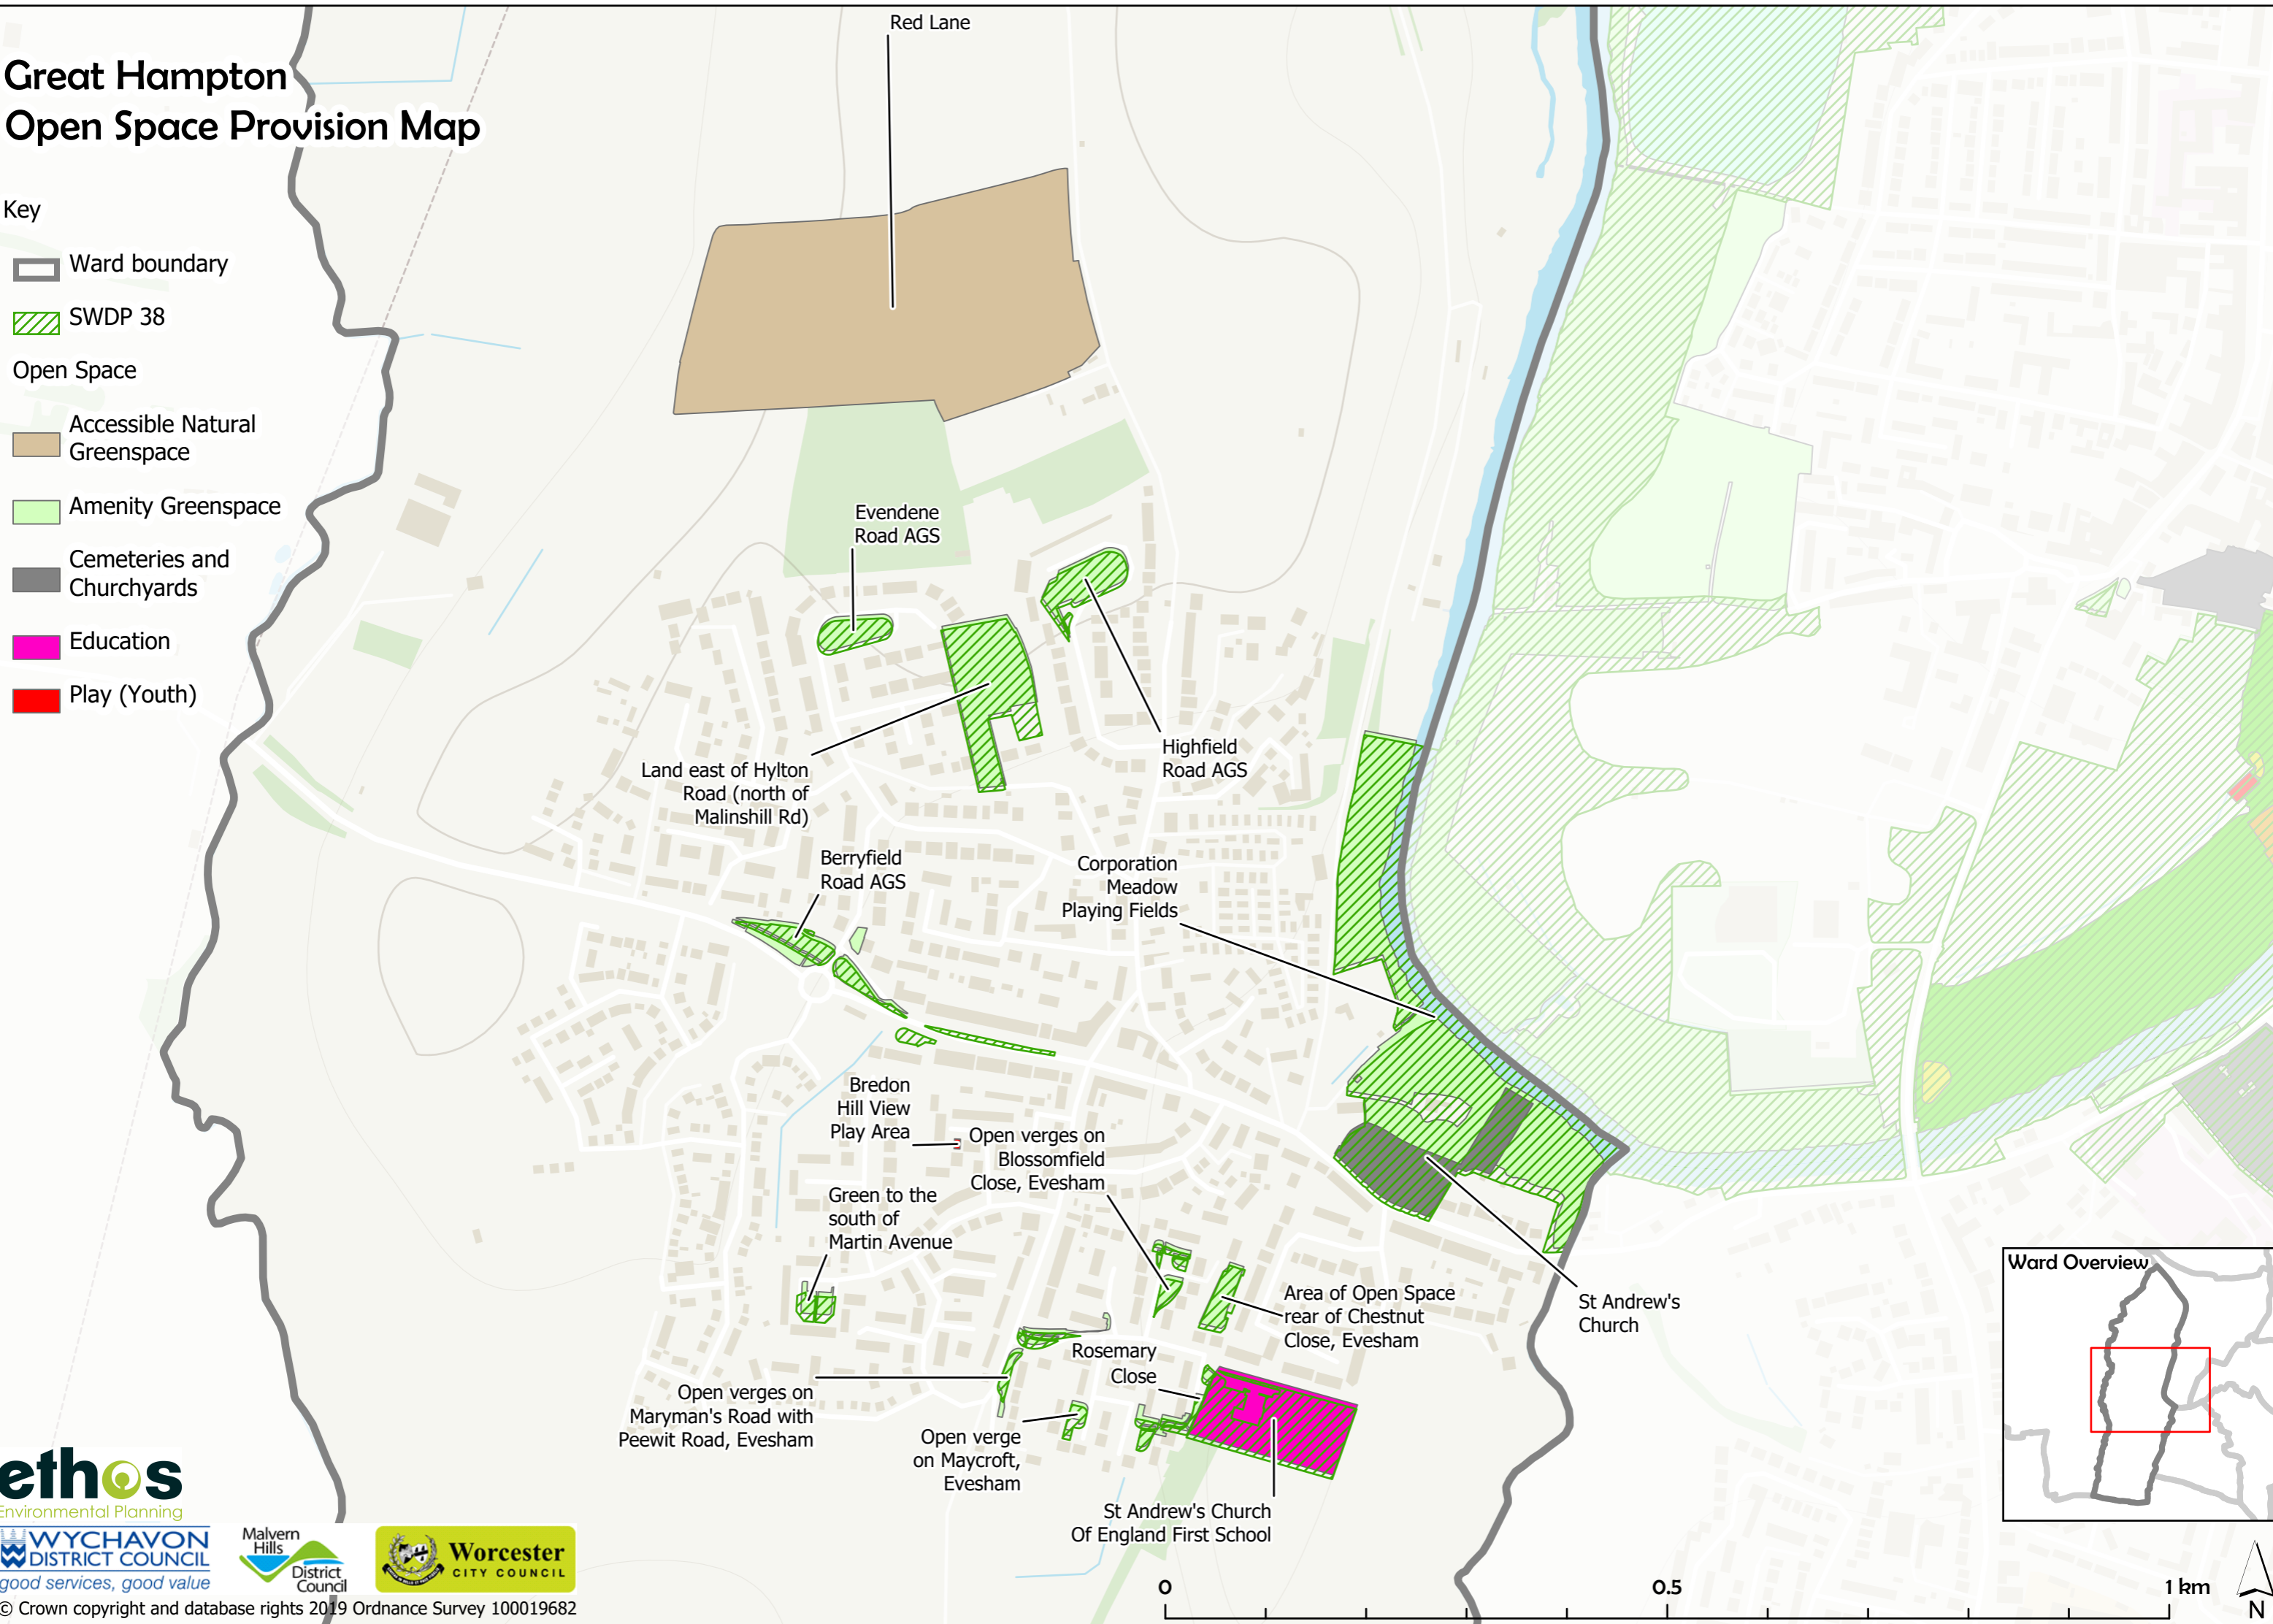 Great Hampton
Open Space Provision Map
Key
Ward boundary
SWDP 38
Open Space
Accessible Natural
Greenspace
Amenity Greenspace
Cemeteries and
Churchyards
Education
Play (Youth)
Red Lane
Evendene
Road AGS
Highfield
Road AGS
Land east of Hylton
Road (north of
Malinshill Rd)
Berryfield
Road AGS
Corporation
Meadow
Playing Fields
Bredon
Hill View
Play Area
Open verges on
Blossomfield
Close, Evesham
Green to the
south of
Martin Avenue
Area of Open Space
rear of Chestnut
Close, Evesham
St Andrew's
Church
Rosemary
Close
Open verges on
Maryman's Road with
Peewit Road, Evesham
Open verge
on Maycroft,
Evesham
St Andrew's Church
Of England First School
Ward Overview
ethos
Environmental Planning
WYCHAVON
DISTRICT COUNCIL
good services, good value
Malvern
Hills
District
Council
Worcester
CITY COUNCIL
© Crown copyright and database rights 2019 Ordnance Survey 100019682
0 0.5 1 km
N